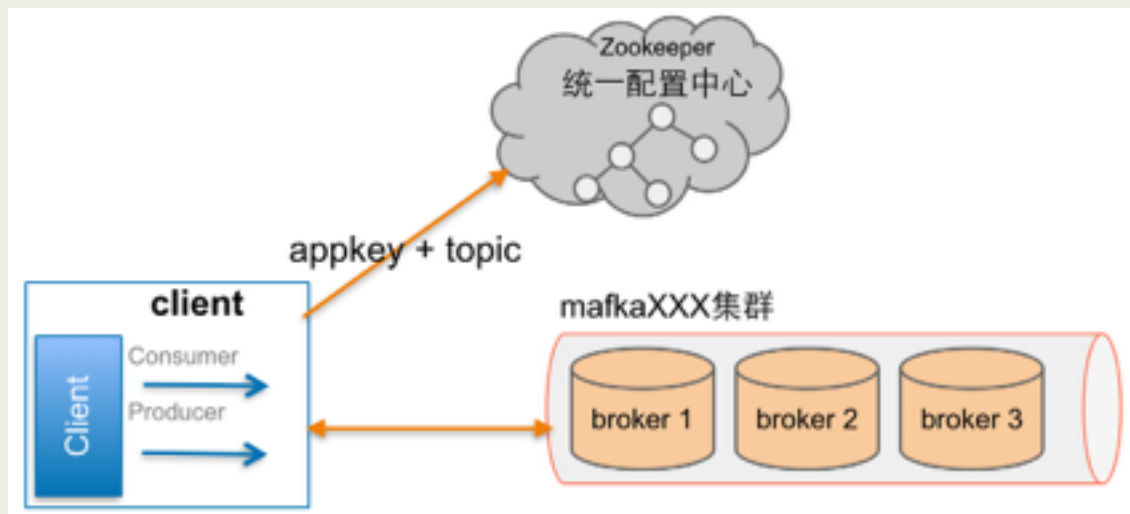 Zookeeper
统一配置中心
appkey + topic
client
Consumer
Producer
Client
mafkaXXX集群
broker 1
broker 2
broker 3